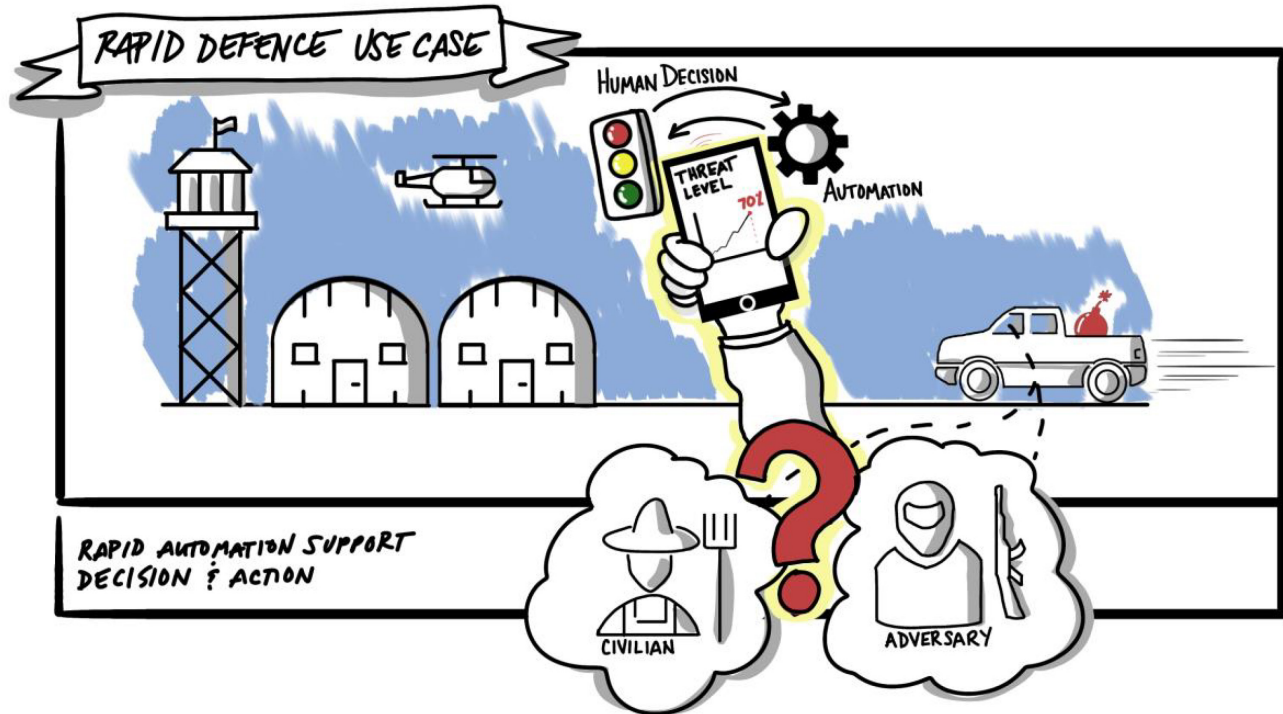 RAPID DEFENCE USE CASE
HUMAN DECISION
THREAT
LEVEL
70%
AUTOMATION
RAPID AUTOMATION SUPPORT
DECISION & ACTION
CIVILIAN
ADVERSARY